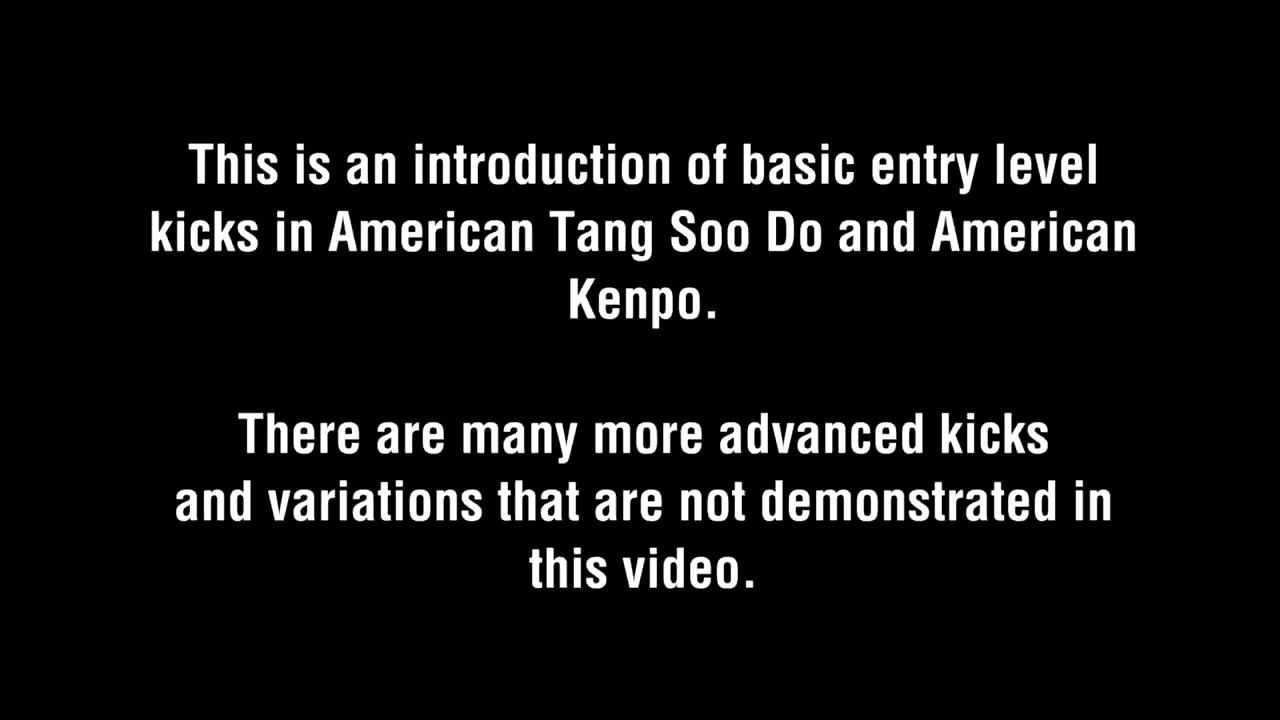 This is an introduction of basic entry level
kicks in American Tang Soo Do and American
Kenpo.
There are many more advanced kicks
and variations that are not demonstrated in
this video.